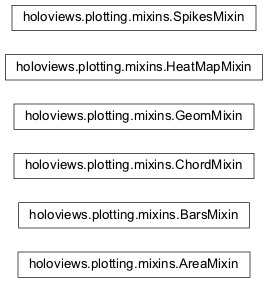 holoviews.plotting.mixins.SpikesMixin
holoviews.plotting.mixins.HeatMapMixin
holoviews.plotting.mixins.GeomMixin
holoviews.plotting.mixins.ChordMixin
holoviews.plotting.mixins.BarsMixin
holoviews.plotting.mixins.AreaMixin